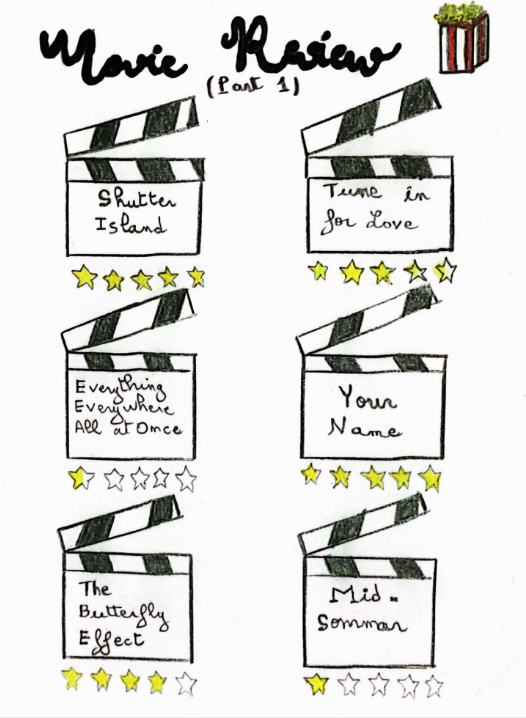 Movie Review
(Part 1)
Shutter
Island
Tune in
for Love
Everything
Everywhere
All at Once
Your
Name
The
Butterfly
Effect
Mid-
Sommar